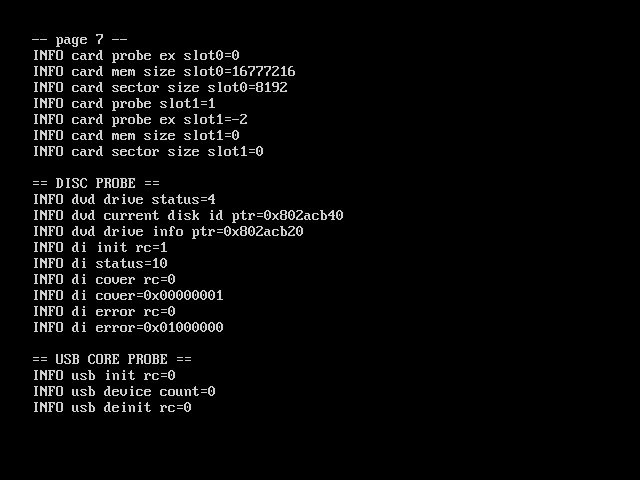 -- page 7 --
INFO card probe ex slot0=0
INFO card mem size slot0=16777216
INFO card sector size slot0=8192
INFO card probe slot1=1
INFO card probe ex slot1=-2
INFO card mem size slot1=0
INFO card sector size slot1=0
== DISC PROBE ==
INFO dvd drive status=4
INFO dvd current disk id ptr=0x802acb40
INFO dvd drive info ptr=0x802acb20
INFO di init rc=1
INFO di status=10
INFO di cover rc=0
INFO di cover=0x00000001
INFO di error rc=0
INFO di error=0x01000000
== USB CORE PROBE ==
INFO usb init rc=0
INFO usb device count=0
INFO usb deinit rc=0